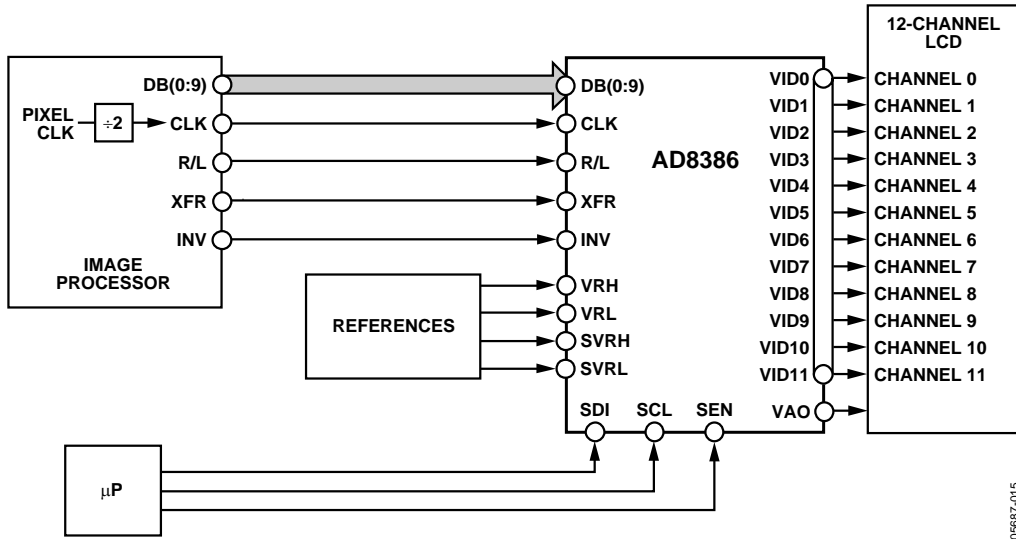 12-CHANNEL
LCD
DB(0:9)
PIXEL
CLK
÷2
CLK
R/L
XFR
INV
IMAGE
PROCESSOR
REFERENCES
DB(0:9)
CLK
R/L
XFR
INV
VRH
VRL
SVRH
SVRL
AD8386
SDI SCL SEN
VID0
VID1
VID2
VID3
VID4
VID5
VID6
VID7
VID8
VID9
VID10
VID11
VAO
CHANNEL 0
CHANNEL 1
CHANNEL 2
CHANNEL 3
CHANNEL 4
CHANNEL 5
CHANNEL 6
CHANNEL 7
CHANNEL 8
CHANNEL 9
CHANNEL 10
CHANNEL 11
μP
05687-015